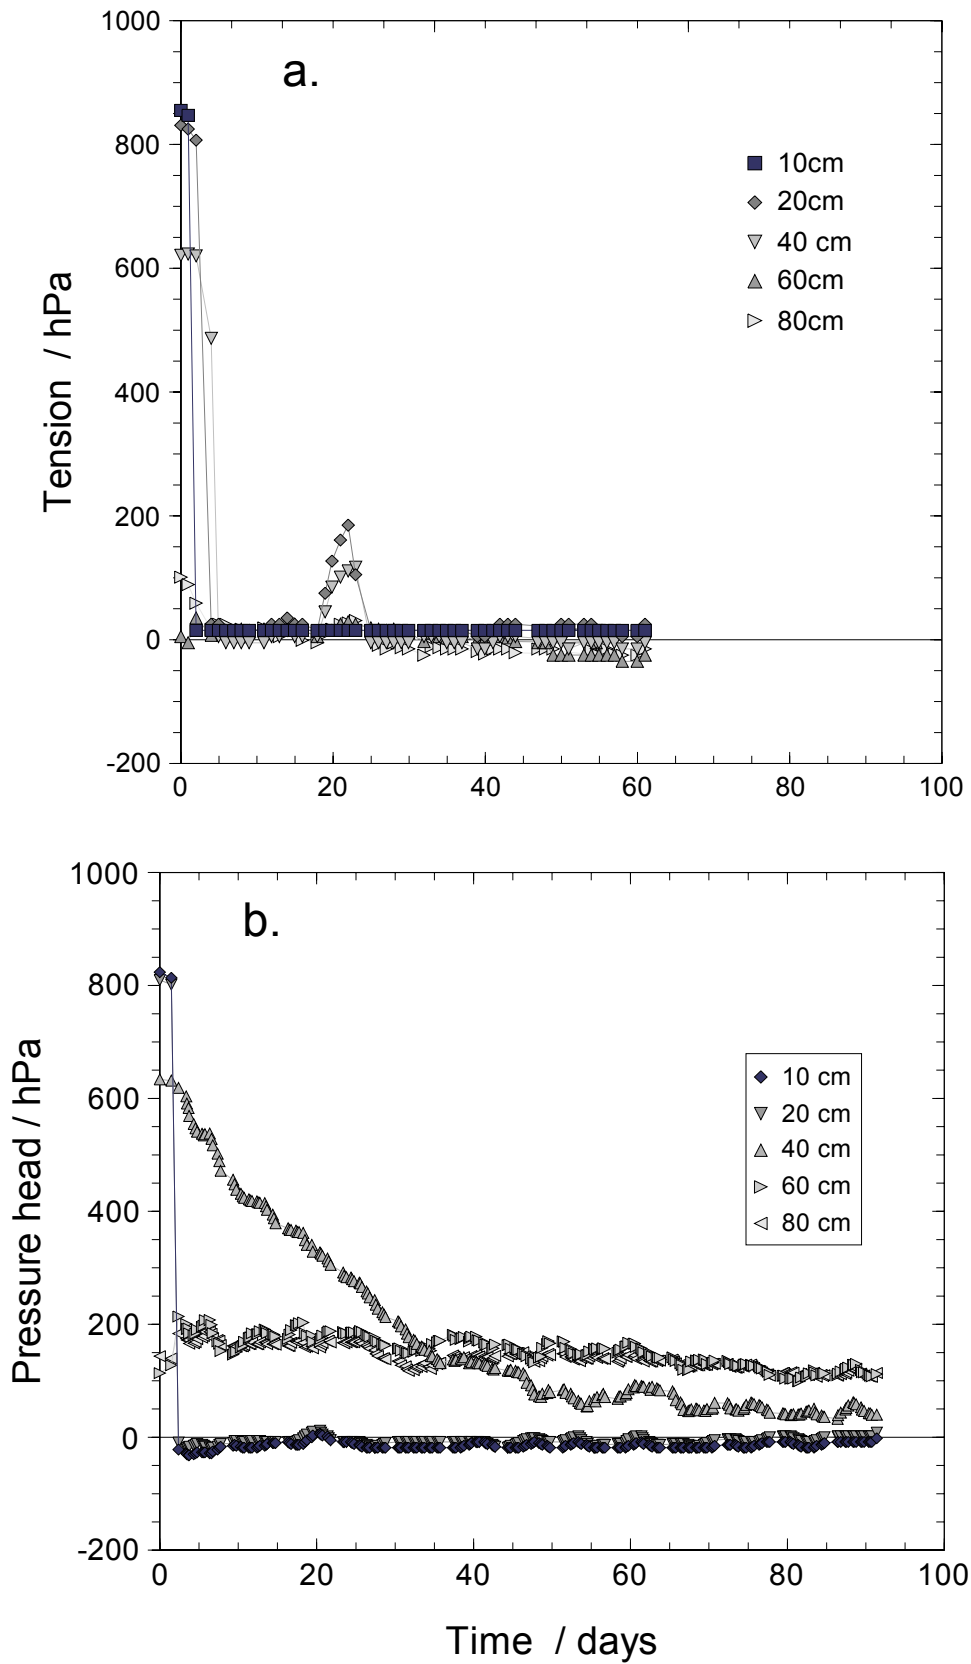 1000
a.
800
10cm
20cm
40 cm
60cm
80cm
600
400
200
0
-200
Tension / hPa
0 20 40 60 80 100
1000
b.
800
10 cm
20 cm
40 cm
60 cm
80 cm
600
400
200
0
-200
Pressure head / hPa
0 20 40 60 80 100
Time / days